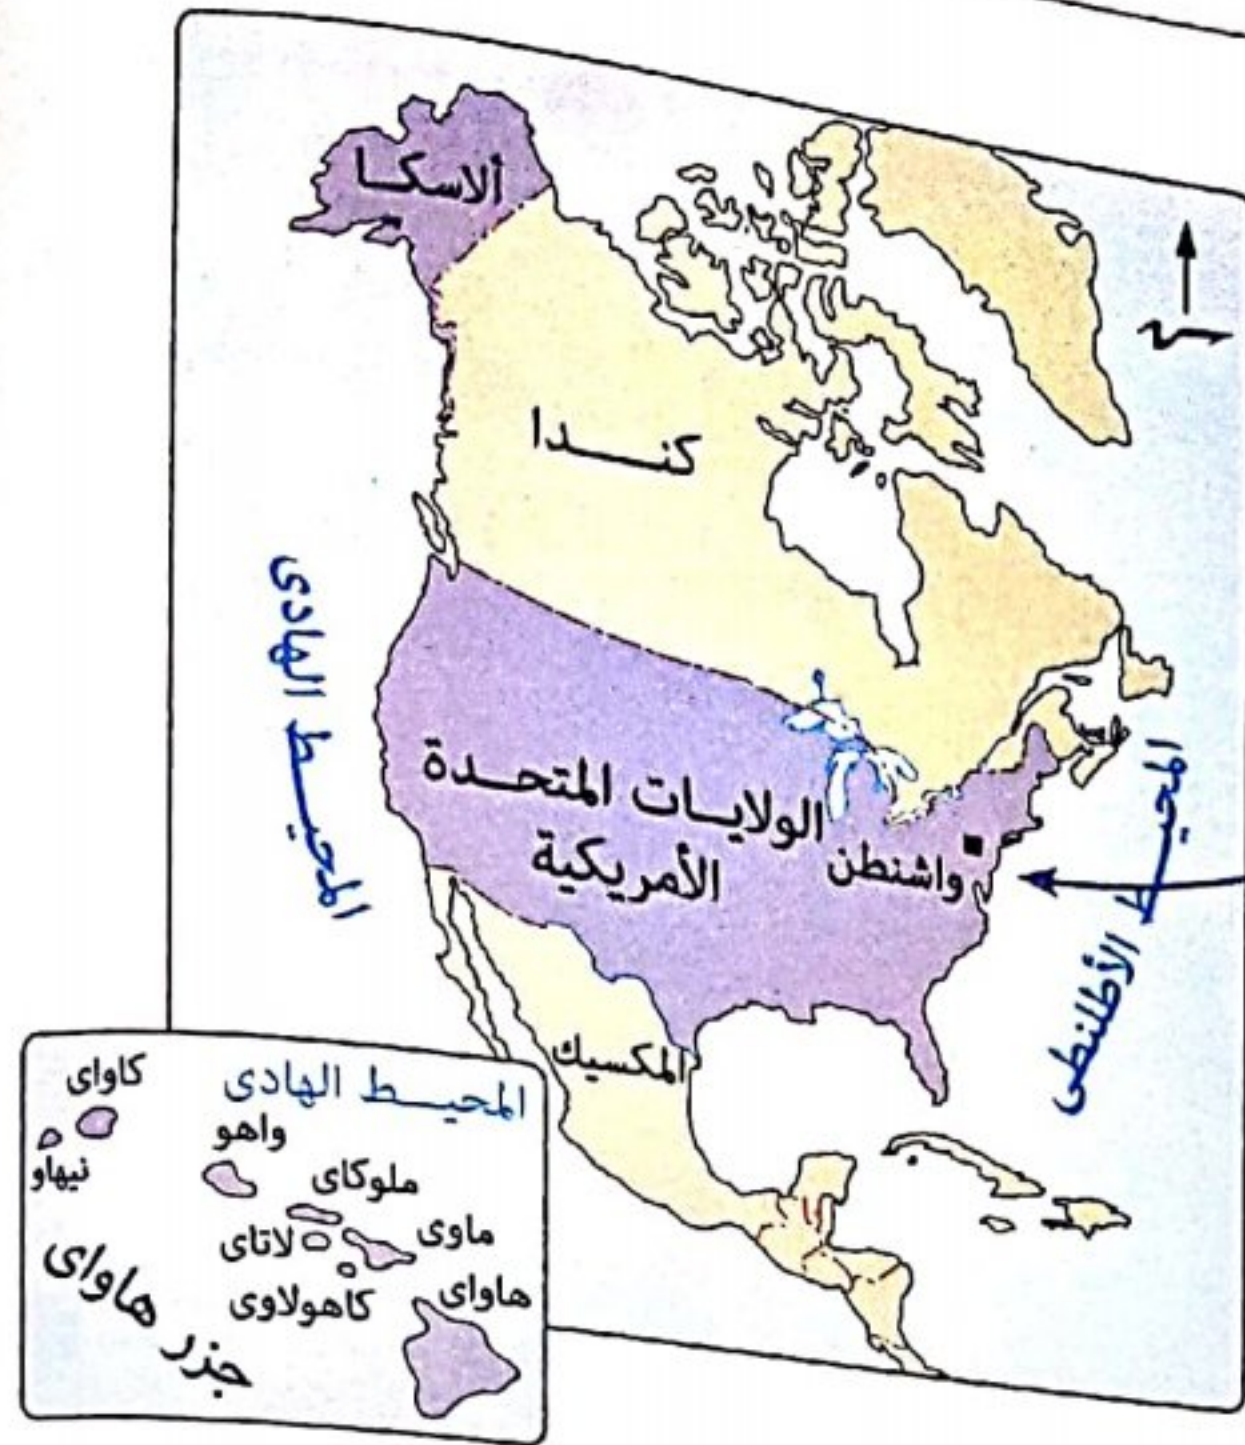 ألاسكا
كندا
المحيط الهادى
الولايات المتحدة
الأمريكية
واشنطن
المحيط الأطلنطى
المكسيك
المحيط الهادى
كاواى
نيهاو
واهو
ملوكاى
ماوى
لاتاى
كاهولاوى
هاواى
جزر هاواى